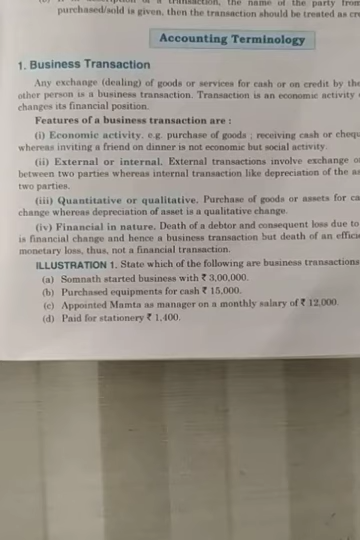 transaction, the name of the party from
purchased/sold is given, then the transaction should be treated as cre
Accounting Terminology
1. Business Transaction
Any exchange (dealing) of goods or services for cash or on credit by the
other person is a business transaction. Transaction is an economic activity
changes its financial position.
Features of a business transaction are :
(i) Economic activity. e.g. purchase of goods ; receiving cash or chequ
whereas inviting a friend on dinner is not economic but social activity.
(ii) External or internal. External transactions involve exchange o
between two parties whereas internal transaction like depreciation of the as
two parties.
(iii) Quantitative or qualitative. Purchase of goods or assets for ca
change whereas depreciation of asset is a qualitative change.
(iv) Financial in nature. Death of a debtor and consequent loss due to
is financial change and hence a business transaction but death of an efficie
monetary loss, thus, not a financial transaction.
ILLUSTRATION 1. State which of the following are business transactions
(a) Somnath started business with ₹ 3,00,000.
(b) Purchased equipments for cash ₹ 15,000.
(c) Appointed Mamta as manager on a monthly salary of ₹ 12,000.
(d) Paid for stationery ₹ 1,400.